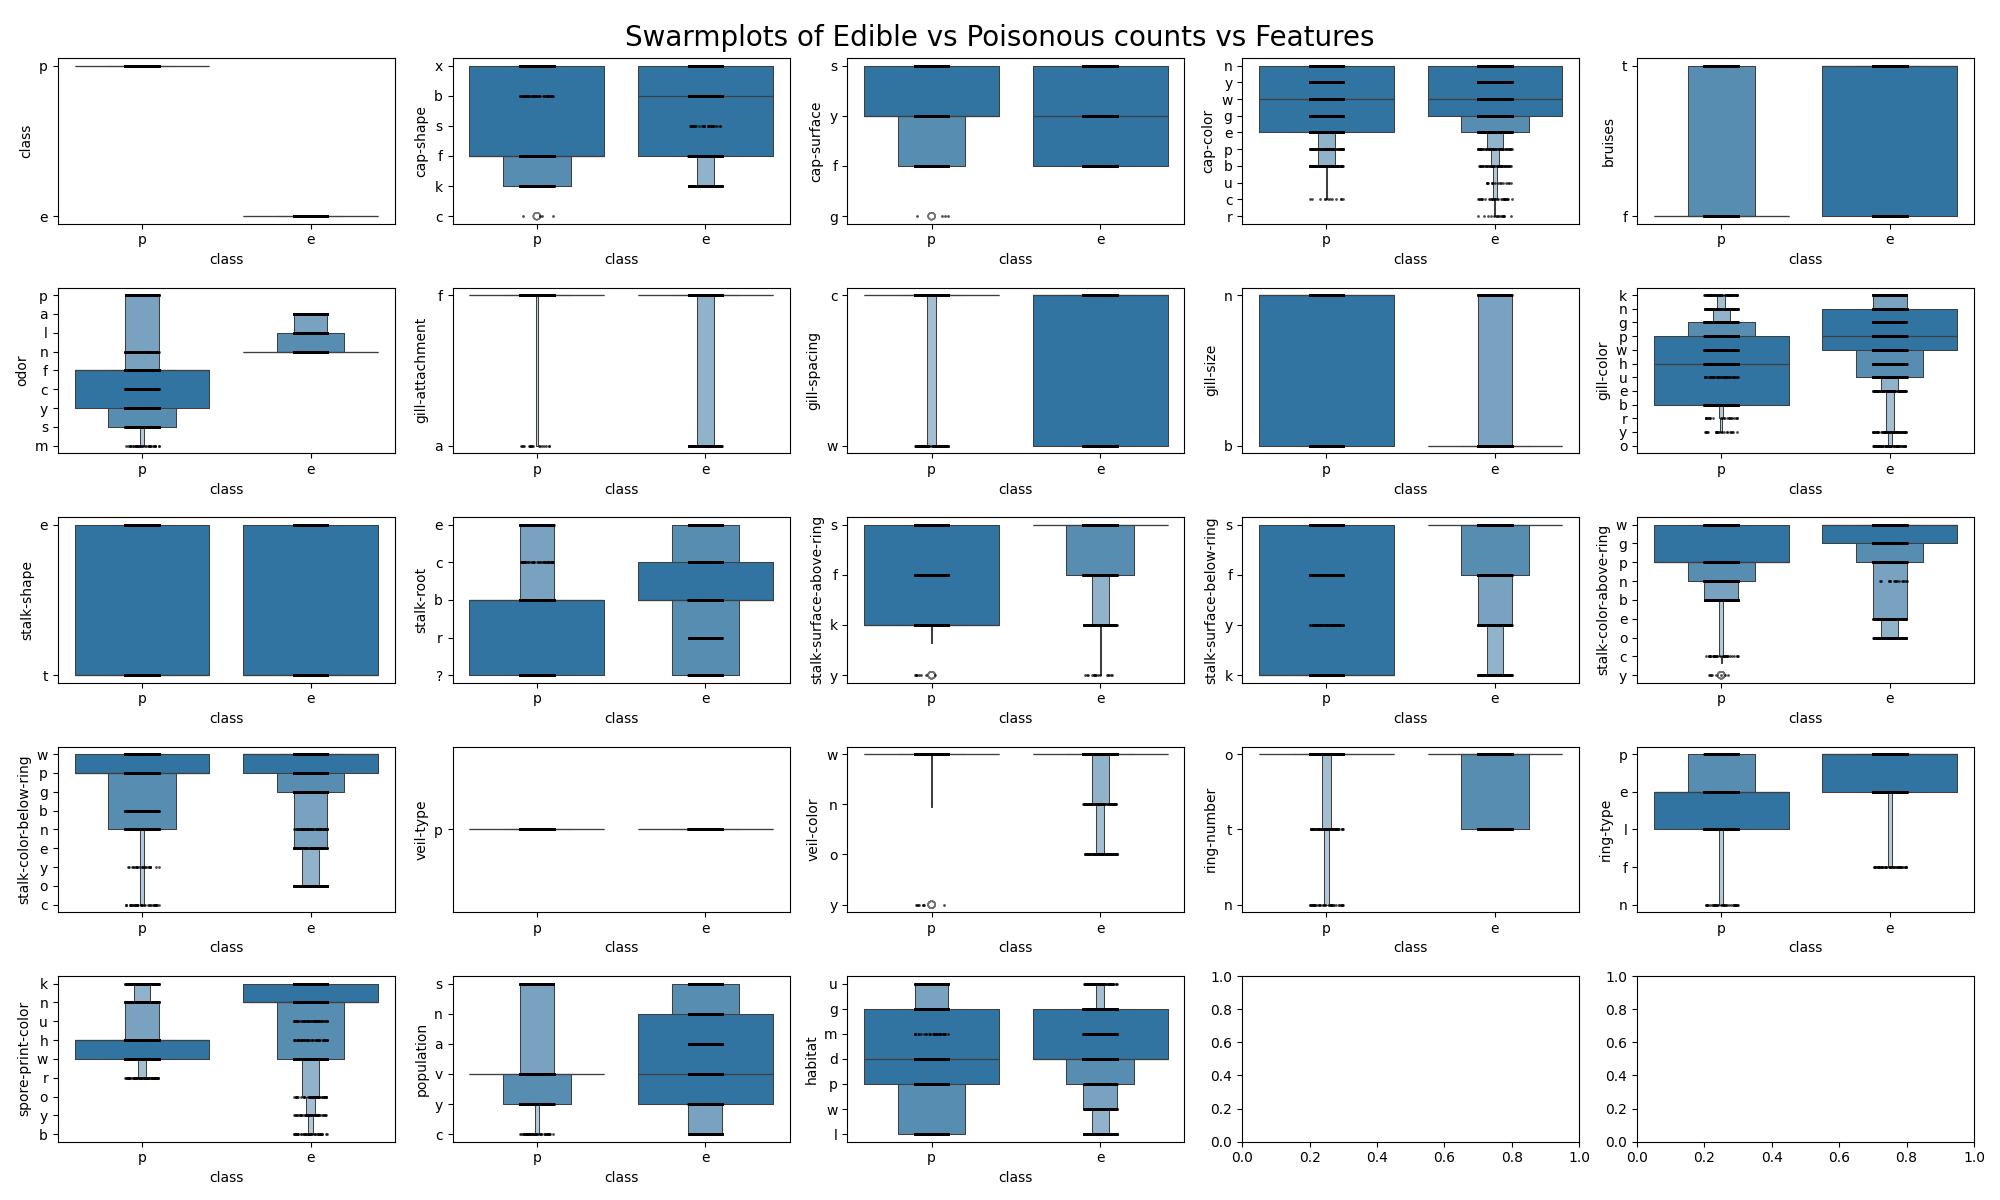 Swarmplots of Edible vs Poisonous counts vs Features
class
p
e
p e
class
cap-shape
x
b
s
f
k
c
p e
class
cap-surface
s
y
f
g
p e
class
cap-color
n
y
w
g
e
p
b
u
c
r
p e
class
bruises
t
f
p e
class
odor
p
a
l
n
f
c
y
s
m
p e
class
gill-attachment
f
a
p e
class
gill-spacing
c
w
p e
class
gill-size
n
b
p e
class
gill-color
k
n
g
p
w
h
u
e
b
r
y
o
p e
class
stalk-shape
e
t
p e
class
stalk-root
e
c
b
r
?
p e
class
stalk-surface-above-ring
s
f
k
y
p e
class
stalk-surface-below-ring
s
f
y
k
p e
class
stalk-color-above-ring
w
g
p
n
b
e
o
c
y
p e
class
stalk-color-below-ring
w
p
g
b
n
e
y
o
c
p e
class
veil-type
p
p e
class
veil-color
w
n
o
y
p e
class
ring-number
o
t
n
p e
class
ring-type
p
e
l
f
n
p e
class
spore-print-color
k
n
u
h
w
r
o
y
b
p e
class
population
s
n
a
v
y
c
p e
class
habitat
u
g
m
d
p
w
l
p e
class
1.0
0.8
0.6
0.4
0.2
0.0
0.0 0.2 0.4 0.6 0.8 1.0
1.0
0.8
0.6
0.4
0.2
0.0
0.0 0.2 0.4 0.6 0.8 1.0